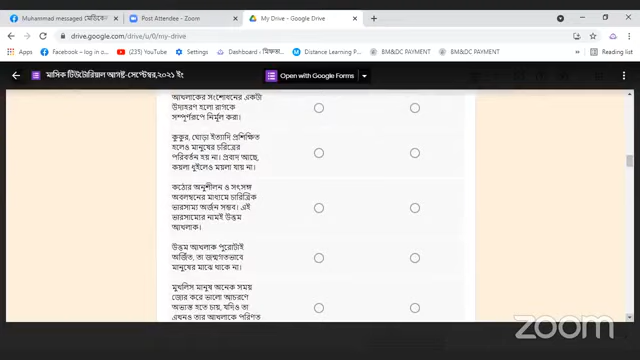 Muhammad messaged মেডিকেল
Post Attendee - Zoom
My Drive - Google Drive
drive.google.com/drive/u/0/my-drive
Apps
Facebook – log in o...
(235) YouTube
Settings
Dashboard - মিফতা...
Distance Learning P...
BM&DC PAYMENT
BM&DC PAYMENT
মাসিক টিউটোরিয়াল আগস্ট-সেপ্টেম্বর,২০২১ ইং
Open with Google Forms
আখলাকের সংশোধনের একটা
উদাহরণ হলো রাগকে
সম্পূর্ণরূপে নির্মূল করা।
কুকুর, ঘোড়া ইত্যাদি প্রশিক্ষিত
হলেও মানুষের চরিত্রের
পরিবর্তন হয় না। প্রবাদ আছে,
কয়লা ধুইলেও ময়লা যায় না।
কঠোর অনুশীলন ও সৎসঙ্গ
অবলম্বনের মাধ্যমে চারিত্রিক
ভারসাম্য অর্জন সম্ভব। এই
ভারসাম্যের নামই উত্তম
আখলাক।
উত্তম আখলাক পুরোটাই
অর্জিত, তা জন্মগতভাবে
মানুষের মাঝে থাকে না।
মুখলিস মানুষ অনেক সময়
জোর করে ভালো আচরণে
অভ্যস্ত হতে চায়, যদিও তা
এখনও তার আখলাকে পরিণত
zoom